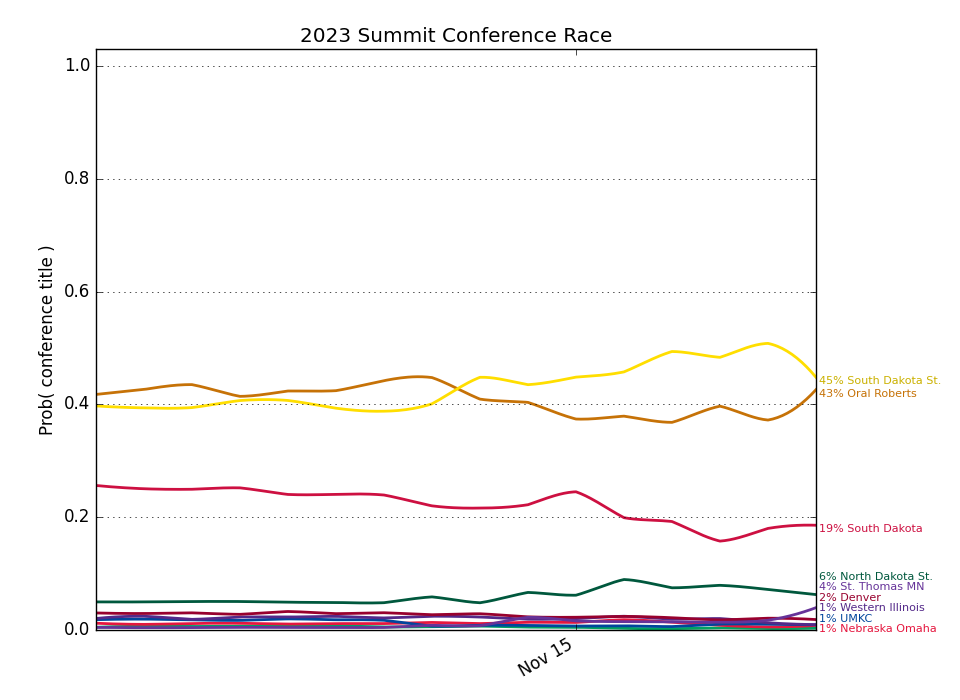 2023 Summit Conference Race
Prob( conference title )
1.0
0.8
0.6
0.4
0.2
0.0
Nov 15
45% South Dakota St.
43% Oral Roberts
19% South Dakota
6% North Dakota St.
4% St. Thomas MN
2% Denver
1% Western Illinois
1% UMKC
1% Nebraska Omaha